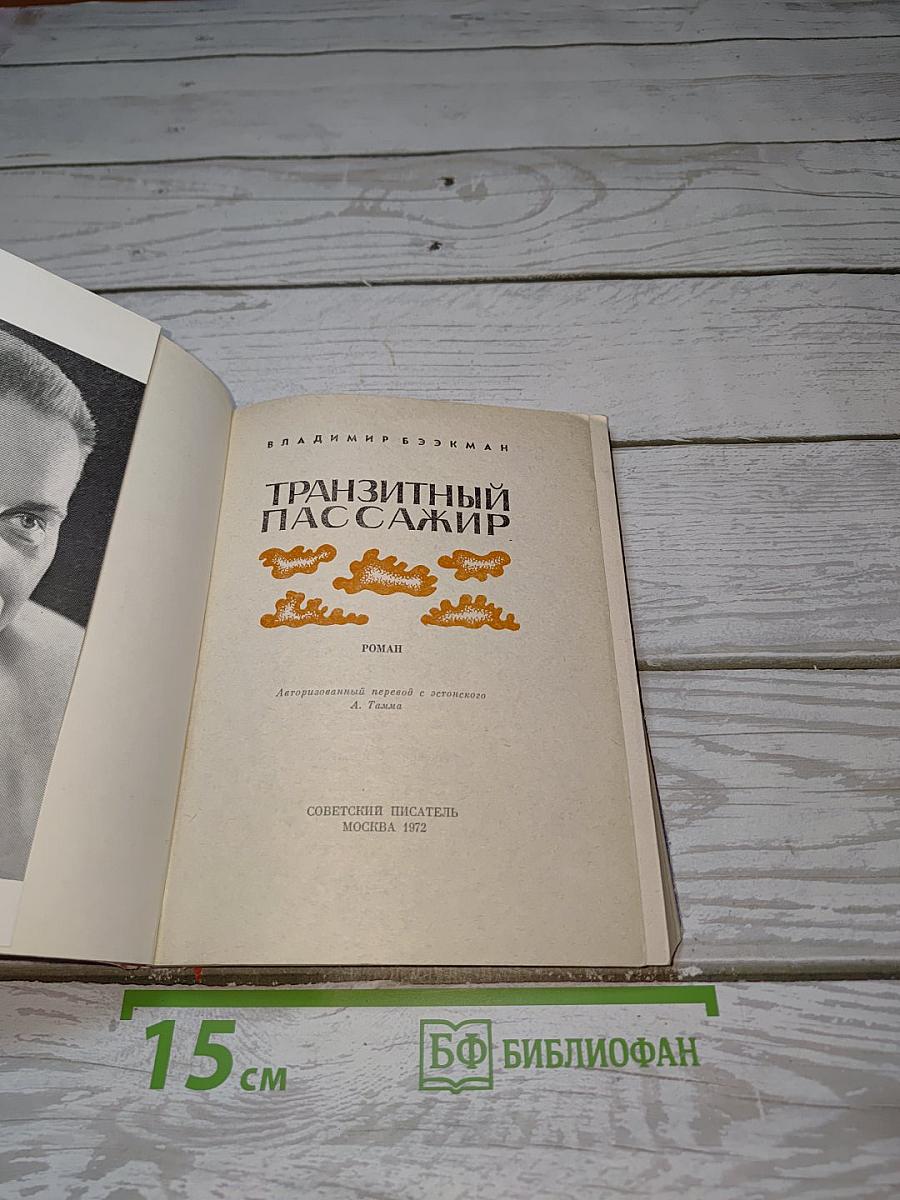 ВЛАДИМИР БЭЭКМАН
ТРАНЗИТНЫЙ
ПАССАЖИР
РОМАН
Авторизованный перевод с эстонского
А. Тамма
СОВЕТСКИЙ ПИСАТЕЛЬ
МОСКВА 1972
15 см
БФ БИБЛИОФАН